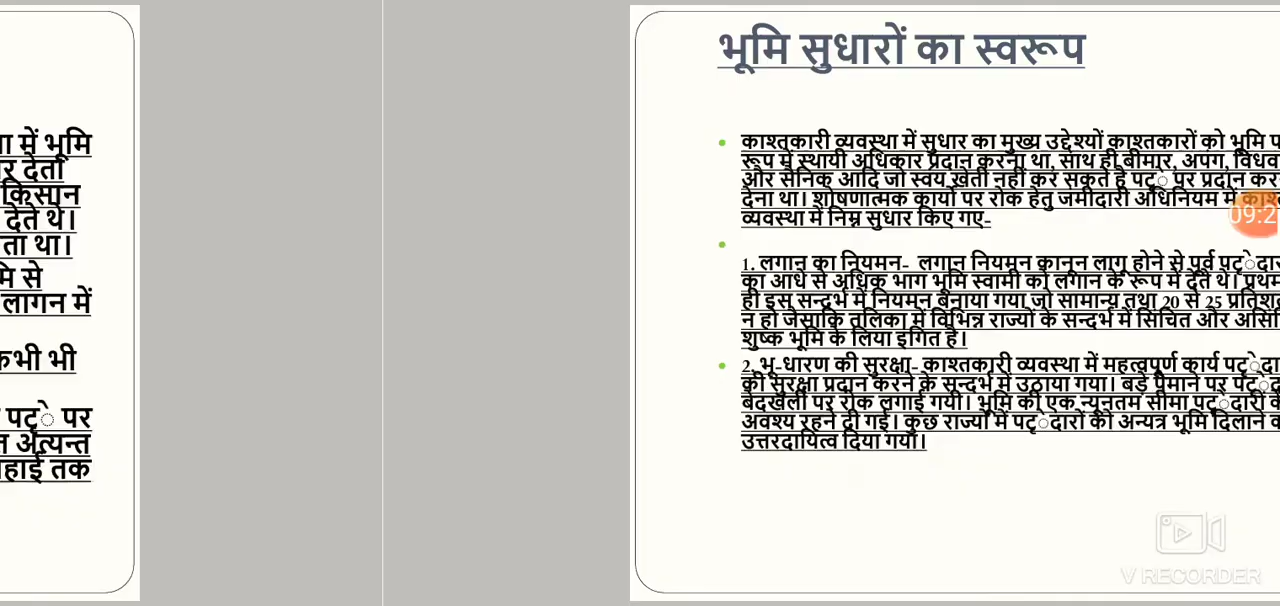 ा में भूमि
र देता
किसान
देते थे।
ता था।
मि से
लागन में
कभी भी
पटृे पर
त अत्यन्त
हाई तक
भूमि सुधारों का स्वरूप
काश्तकारी व्यवस्था में सुधार का मुख्य उद्देश्यों काश्तकारों को भूमि प
रूप में स्थायी अधिकार प्रदान करना था, साथ ही बीमार, अपंग, विधव
और सैनिक आदि जो स्वयं खेती नहीं कर सकते है पटृे पर प्रदान कर
देना था। शोषणात्मक कार्यो पर रोक हेतु जमींदारी अधिनियम में काश्
व्यवस्था में निम्न सुधार किए गए-
1. लगान का नियमन- लगान नियमन कानून लागू होने से पूर्व पटृेदार
का आधे से अधिक भाग भूमि स्वामी को लगान के रूप में देते थे। प्रथम
ही इस सन्दर्भ में नियमन बनाया गया जो सामान्य तथा 20 से 25 प्रतिशत
न हो जैसाकि तलिका में विभिन्न राज्यों के सन्दर्भ में सिंचित और असिं
शुष्क भूमि के लिया इंगित है।
2. भू-धारण की सुरक्षा- काश्तकारी व्यवस्था में महत्वपूर्ण कार्य पटृेदा
की सुरक्षा प्रदान करने के सन्दर्भ में उठाया गया। बड़े पैमाने पर पटृेद
बेदखली पर रोक लगाई गयी। भूमि की एक न्यूनतम सीमा पटृेदारों क
अवश्य रहने दी गई। कुछ राज्यों में पटृेदारों को अन्यत्र भूमि दिलाने क
उत्तरदायित्व दिया गया।
09:2
V RECORDER